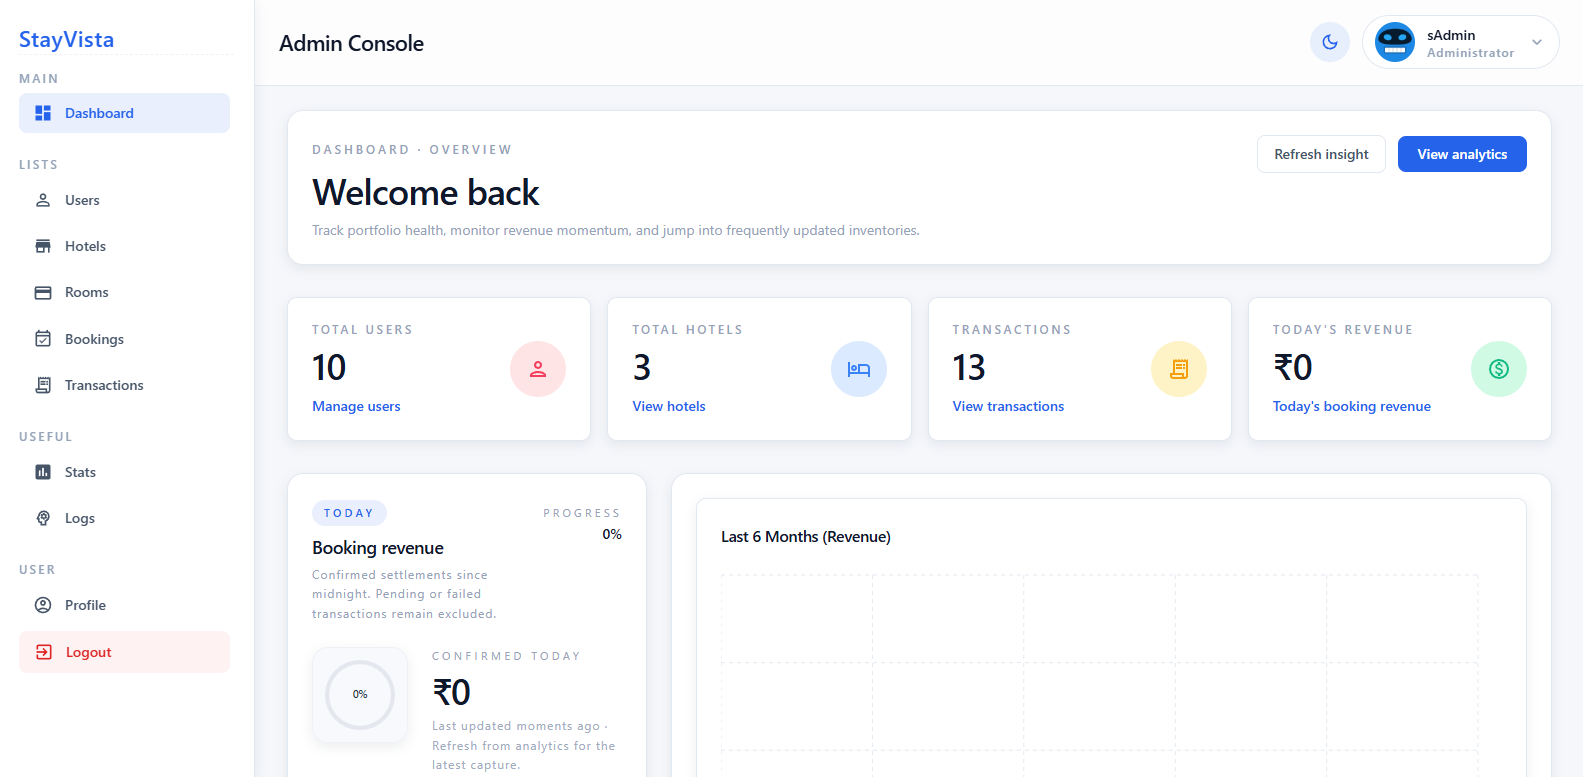 StayVista
MAIN
Dashboard
LISTS
Users
Hotels
Rooms
Bookings
Transactions
USEFUL
Stats
Logs
USER
Profile
Logout
Admin Console
sAdmin
Administrator
DASHBOARD · OVERVIEW
Welcome back
Track portfolio health, monitor revenue momentum, and jump into frequently updated inventories.
Refresh insight
View analytics
TOTAL USERS
10
Manage users
TOTAL HOTELS
3
View hotels
TRANSACTIONS
13
View transactions
TODAY'S REVENUE
₹0
Today's booking revenue
TODAY
PROGRESS
0%
Booking revenue
Confirmed settlements since
midnight. Pending or failed
transactions remain excluded.
0%
CONFIRMED TODAY
₹0
Last updated moments ago ·
Refresh from analytics for the
latest capture.
Last 6 Months (Revenue)